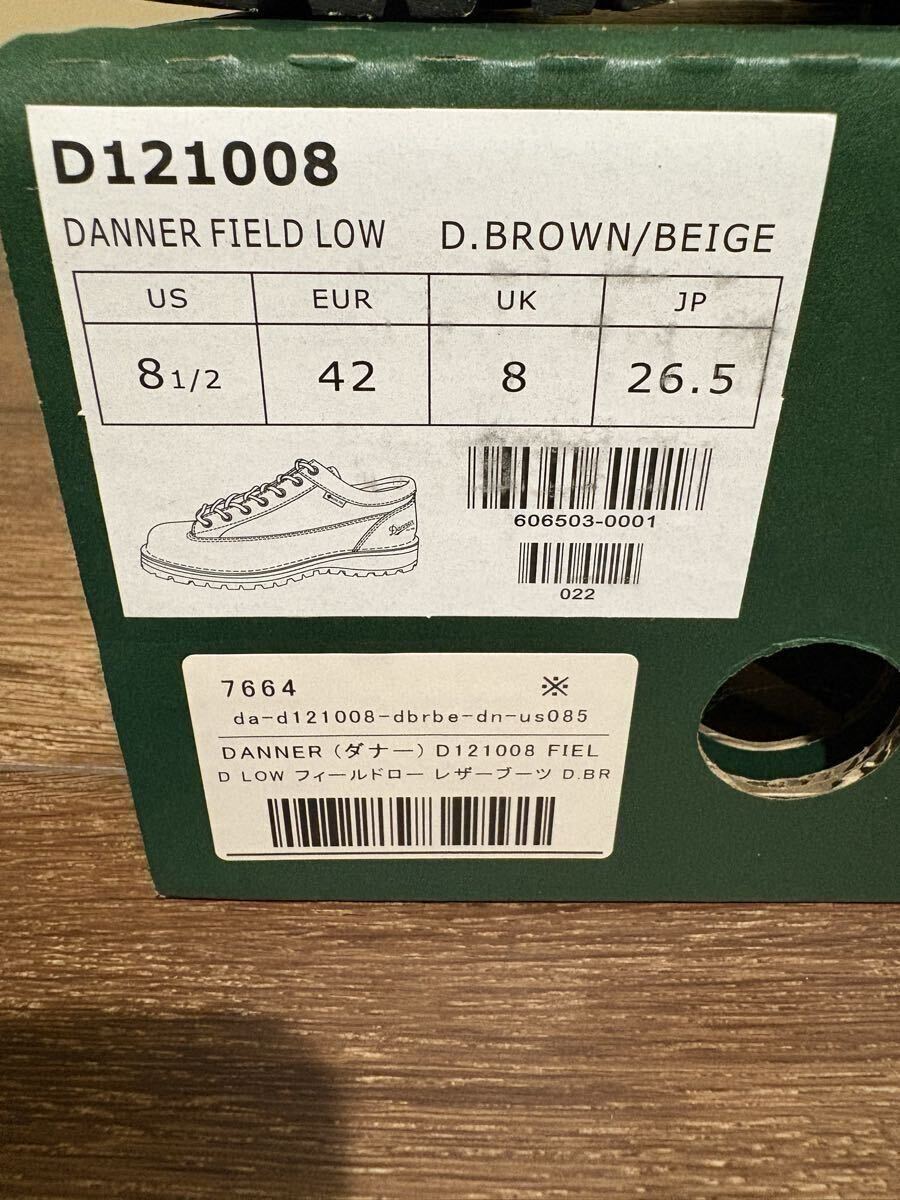 D121008
DANNER FIELD LOW D.BROWN/BEIGE
US EUR UK JP
8 1/2 42 8 26.5
Danner
606503-0001
022
7664 ※
da-d121008-dbrbe-dn-us085
DANNER（ダナー）D121008 FIEL
D LOW フィールドロー レザーブーツ D.BR